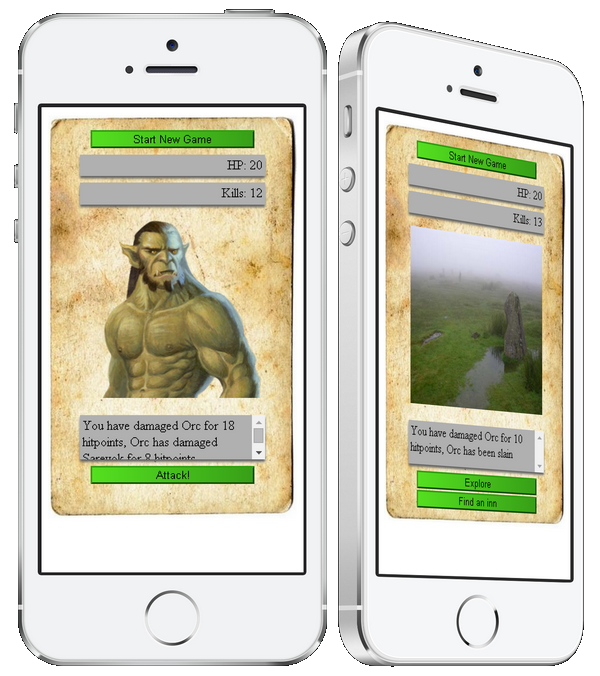 Start New Game
HP: 20
Kills: 12
You have damaged Orc for 18
hitpoints, Orc has damaged
Sarevok for 8 hitpoints
Attack!
Start New Game
HP: 20
Kills: 13
You have damaged Orc for 10
hitpoints, Orc has been slain
Explore
Find an inn